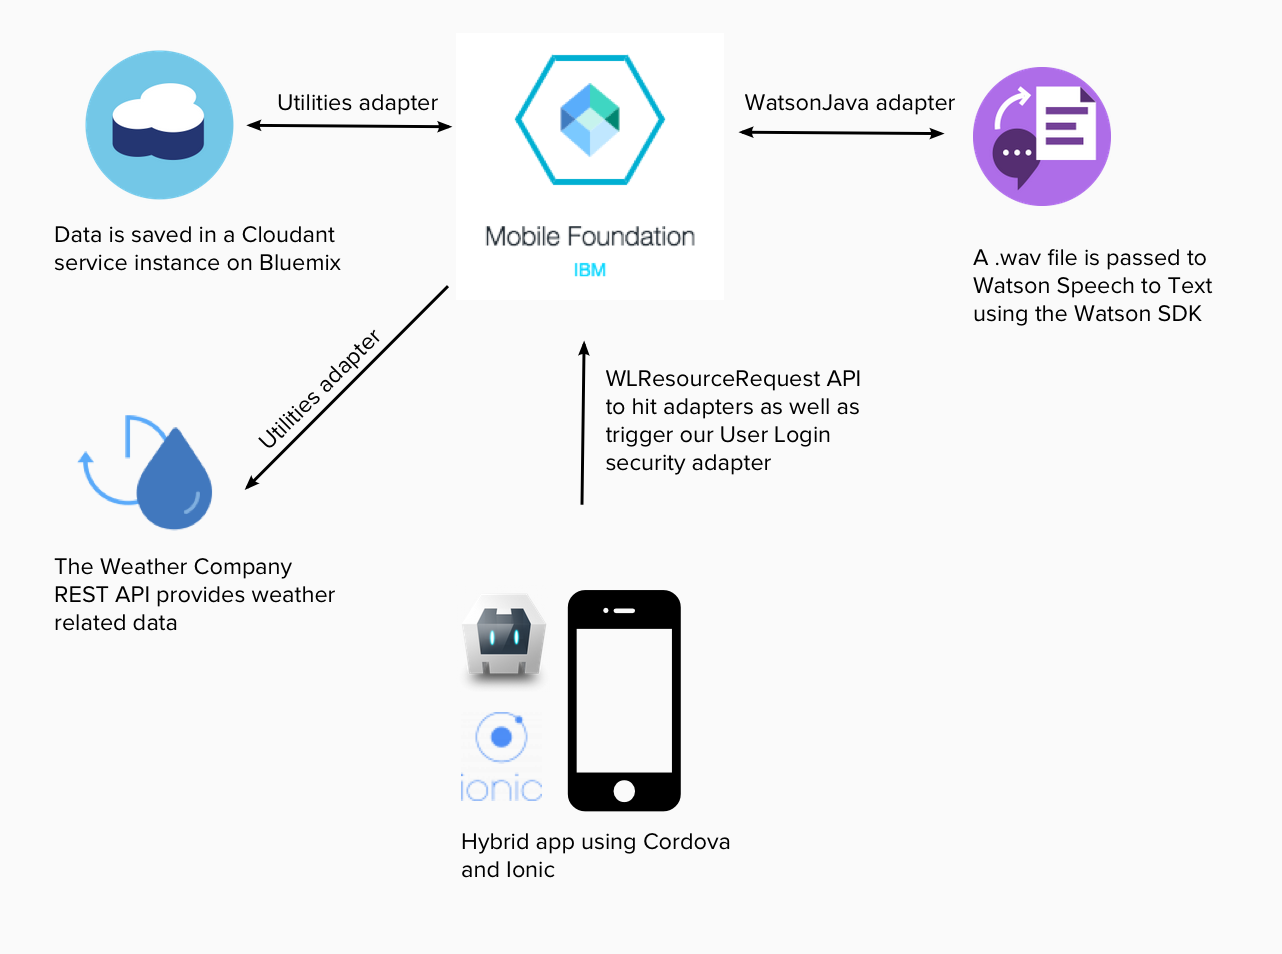 Utilities adapter
WatsonJava adapter
Mobile Foundation
IBM
Data is saved in a Cloudant
service instance on Bluemix
A .wav file is passed to
Watson Speech to Text
using the Watson SDK
Utilities adapter
WLResourceRequest API
to hit adapters as well as
trigger our User Login
security adapter
The Weather Company
REST API provides weather
related data
ionic
Hybrid app using Cordova
and Ionic